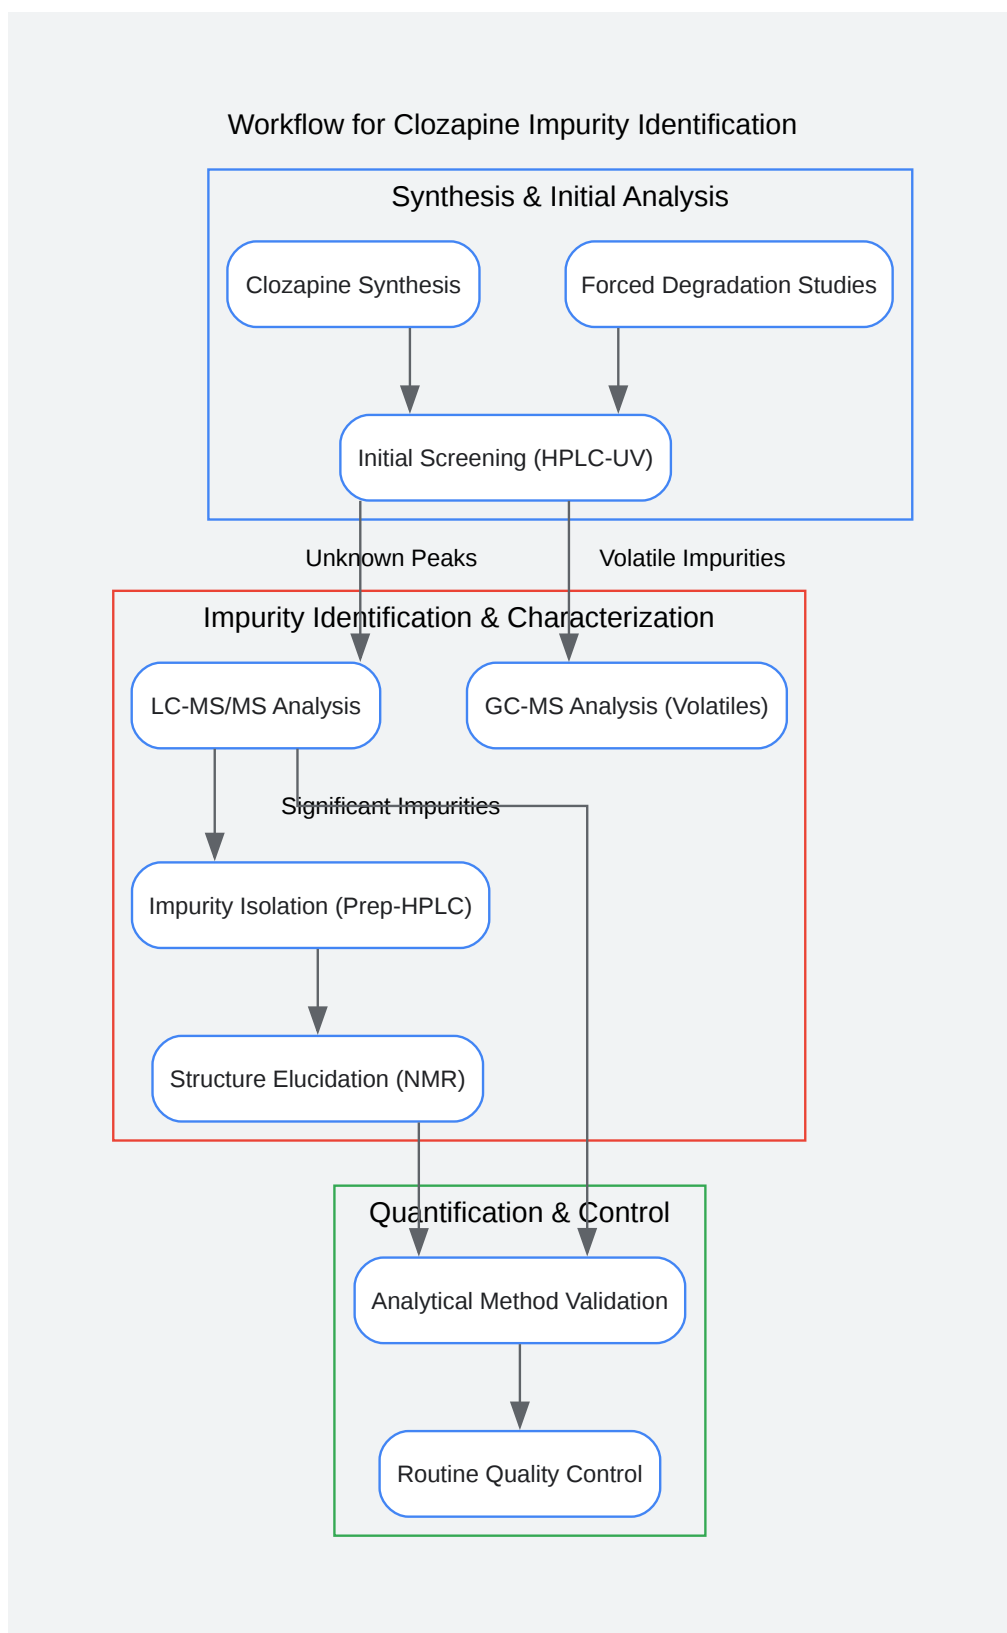 Workflow for Clozapine Impurity Identification
Synthesis & Initial Analysis
Clozapine Synthesis
Forced Degradation Studies
Initial Screening (HPLC-UV)
Unknown Peaks
Volatile Impurities
Impurity Identification & Characterization
LC-MS/MS Analysis
GC-MS Analysis (Volatiles)
Significant Impurities
Impurity Isolation (Prep-HPLC)
Structure Elucidation (NMR)
Quantification & Control
Analytical Method Validation
Routine Quality Control